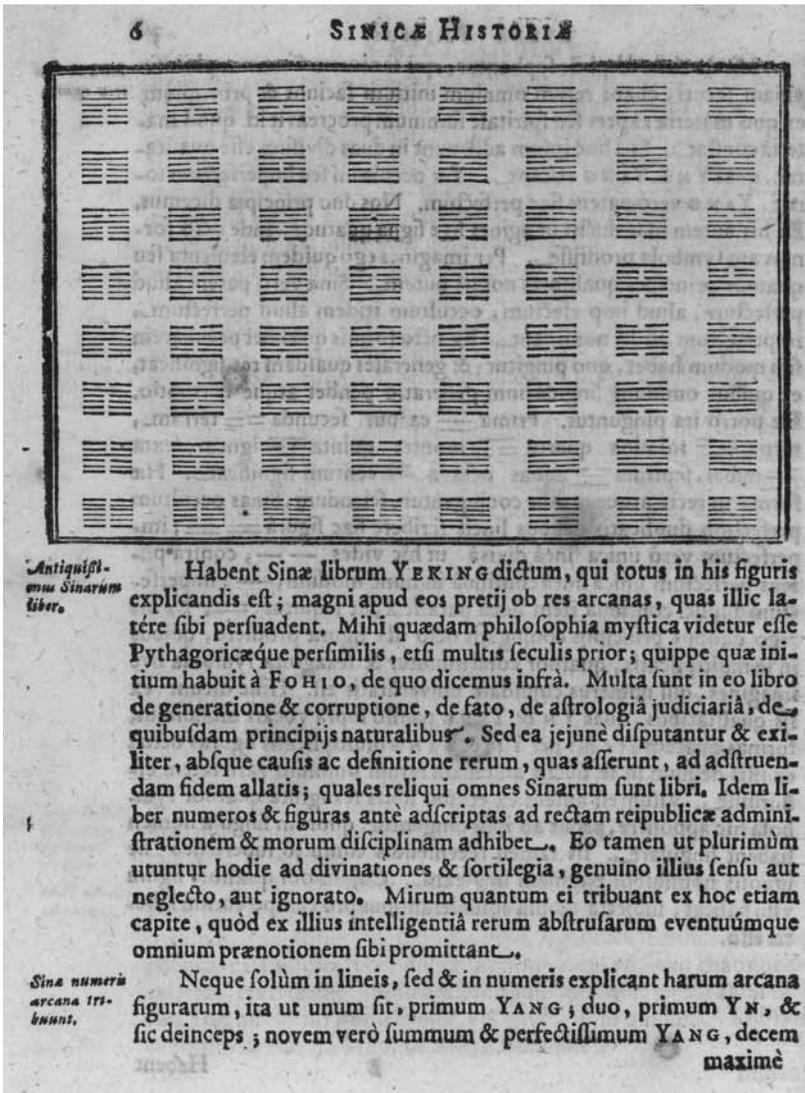 6 SINICÆ HISTORIÆ
Antiquißi-
mus Sinarum
liber.
Habent Sinæ librum YEKING dictum, qui totus in his figuris
explicandis eſt; magni apud eos pretij ob res arcanas, quas illic la-
tére ſibi perſuadent. Mihi quædam philoſophia myſtica videtur eſſe
Pythagoricæque perſimilis, etſi multis ſeculis prior; quippe quæ ini-
tium habuit à FOHIO, de quo dicemus infrà. Multa ſunt in eo libro
de generatione & corruptione, de fato, de aſtrologiâ judiciariâ, de
quibuſdam principijs naturalibus. Sed ea jejunè diſputantur & exi-
liter, abſque cauſis ac definitione rerum, quas aſſerunt, ad adſtruen-
dam fidem allatis; quales reliqui omnes Sinarum ſunt libri. Idem li-
ber numeros & figuras antè adſcriptas ad rectam reipublicæ admini-
ſtrationem & morum diſciplinam adhibet. Eo tamen ut plurimùm
utuntur hodie ad divinationes & ſortilegia, genuino illius ſenſu aut
neglecto, aut ignorato. Mirum quantum ei tribuant ex hoc etiam
capite, quòd ex illius intelligentiâ rerum abſtruſarum eventuúmque
omnium prænotionem ſibi promittant.
Sinæ numeris
arcana tri-
buunt.
Neque ſolùm in lineis, ſed & in numeris explicant harum arcana
figurarum, ita ut unum ſit, primum YANG; duo, primum YN, &
ſic deinceps; novem verò ſummum & perfectiſſimum YANG, decem
maximè